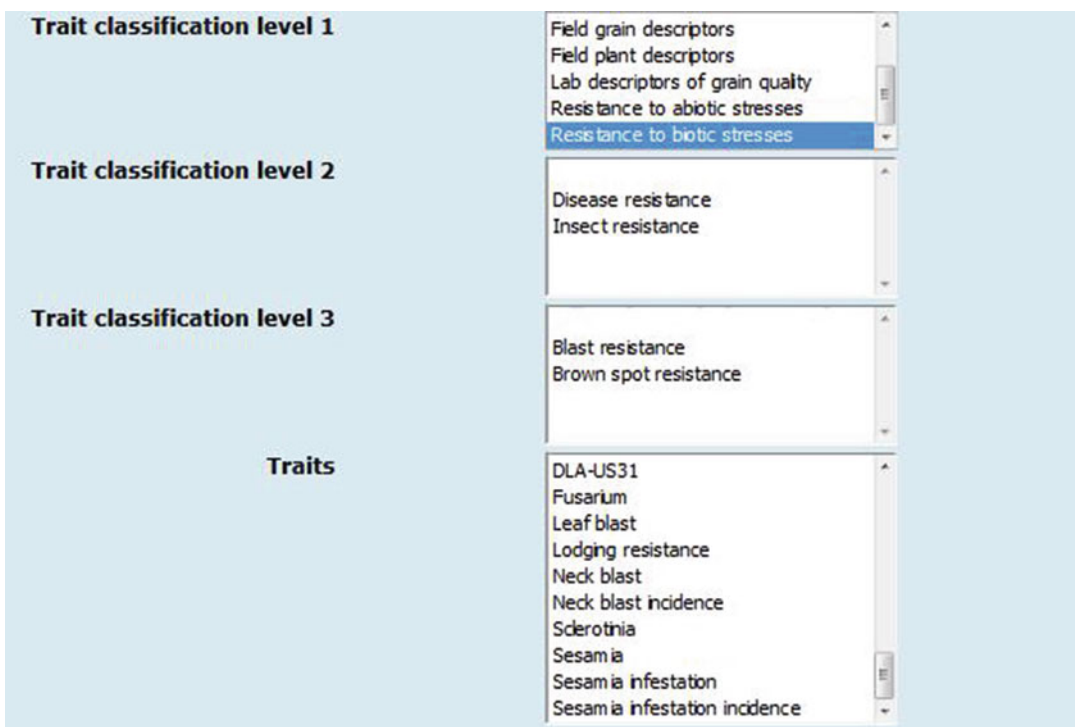 Trait classification level 1
Field grain descriptors
Field plant descriptors
Lab descriptors of grain quality
Resistance to abiotic stresses
Resistance to biotic stresses
Trait classification level 2
Disease resistance
Insect resistance
Trait classification level 3
Blast resistance
Brown spot resistance
Traits
DLA-US31
Fusarium
Leaf blast
Lodging resistance
Neck blast
Neck blast incidence
Sclerotinia
Sesamia
Sesamia infestation
Sesamia infestation incidence